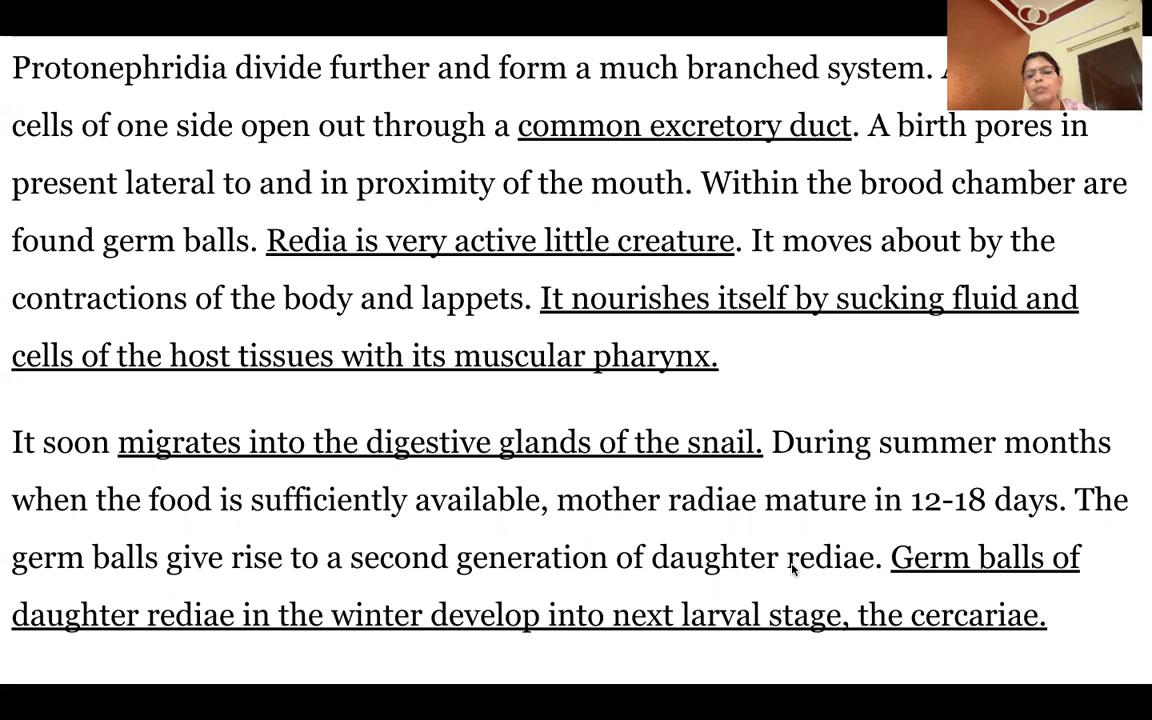 Protonephridia divide further and form a much branched system.
cells of one side open out through a common excretory duct. A birth pores in
present lateral to and in proximity of the mouth. Within the brood chamber are
found germ balls. Redia is very active little creature. It moves about by the
contractions of the body and lappets. It nourishes itself by sucking fluid and
cells of the host tissues with its muscular pharynx.
It soon migrates into the digestive glands of the snail. During summer months
when the food is sufficiently available, mother radiae mature in 12-18 days. The
germ balls give rise to a second generation of daughter rediae. Germ balls of
daughter rediae in the winter develop into next larval stage, the cercariae.